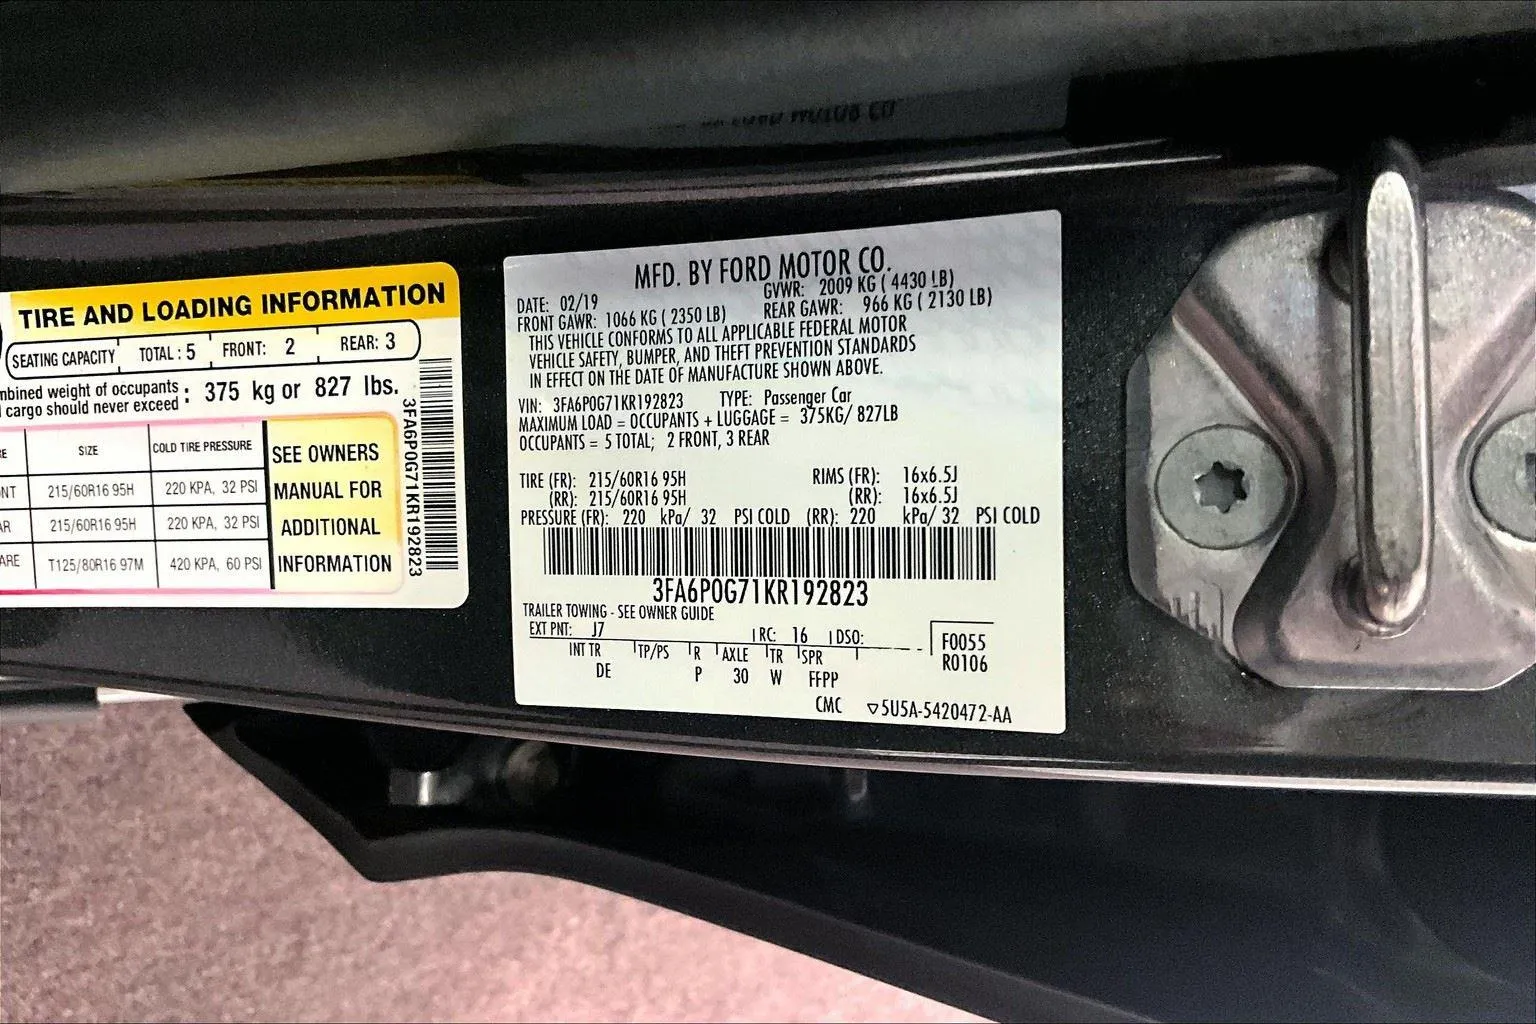 TIRE AND LOADING INFORMATION
SEATING CAPACITY TOTAL : 5 FRONT: 2 REAR: 3
mbined weight of occupants : 375 kg or 827 lbs.
cargo should never exceed
SIZE COLD TIRE PRESSURE
NT 215/60R16 95H 220 KPA, 32 PSI
AR 215/60R16 95H 220 KPA, 32 PSI
ARE T125/80R16 97M 420 KPA, 60 PSI
SEE OWNERS
MANUAL FOR
ADDITIONAL
INFORMATION
3FA6P0G71KR192823
MFD. BY FORD MOTOR CO.
DATE: 02/19 GVWR: 2009 KG ( 4430 LB)
FRONT GAWR: 1066 KG ( 2350 LB) REAR GAWR: 966 KG ( 2130 LB)
THIS VEHICLE CONFORMS TO ALL APPLICABLE FEDERAL MOTOR
VEHICLE SAFETY, BUMPER, AND THEFT PREVENTION STANDARDS
IN EFFECT ON THE DATE OF MANUFACTURE SHOWN ABOVE.
VIN: 3FA6P0G71KR192823 TYPE: Passenger Car
MAXIMUM LOAD = OCCUPANTS + LUGGAGE = 375KG/ 827LB
OCCUPANTS = 5 TOTAL; 2 FRONT, 3 REAR
TIRE (FR): 215/60R16 95H RIMS (FR): 16x6.5J
(RR): 215/60R16 95H (RR): 16x6.5J
PRESSURE (FR): 220 kPa/ 32 PSI COLD (RR): 220 kPa/ 32 PSI COLD
3FA6P0G71KR192823
TRAILER TOWING - SEE OWNER GUIDE
EXT PNT: J7 RC: 16 DSO: F0055
INT TR TP/PS R AXLE TR SPR R0106
DE P 30 W FFPP
CMC ▽5U5A-5420472-AA